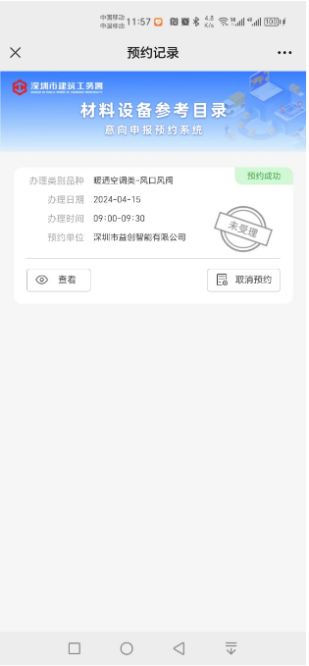 中国移动
中国移动 11:57 4.8 K/s 100
预约记录
深圳市建筑工务署
材料设备参考目录
意向申报预约系统
预约成功
办理类别品种 暖通空调类-风口风阀
办理日期 2024-04-15
办理时间 09:00-09:30
预约单位 深圳市益创智能有限公司
未受理
查看
取消预约